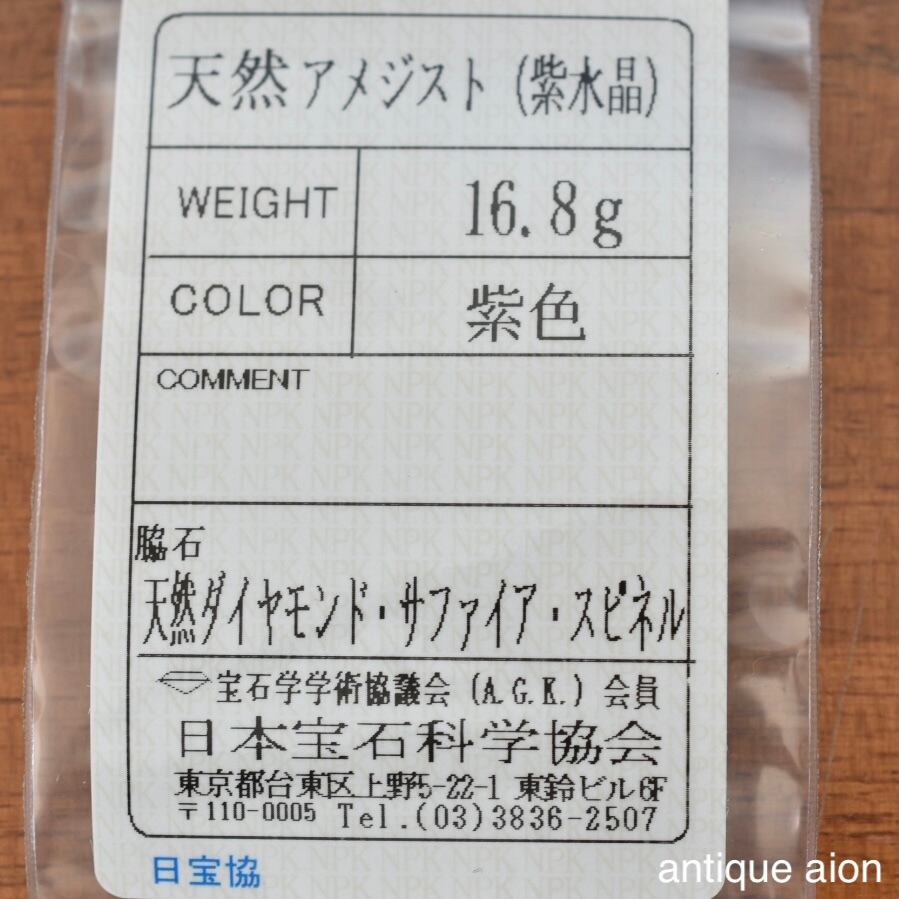 天然アメジスト(紫水晶)
WEIGHT 16.8g
COLOR 紫色
COMMENT
脇石
天然ダイヤモンド・サファイア・スピネル
宝石学学術協議会(A.G.K.)会員
日本宝石科学協会
東京都台東区上野5-22-1 東鈴ビル6F
〒110-0005 Tel.(03)3836-2507
日宝協
antique aion